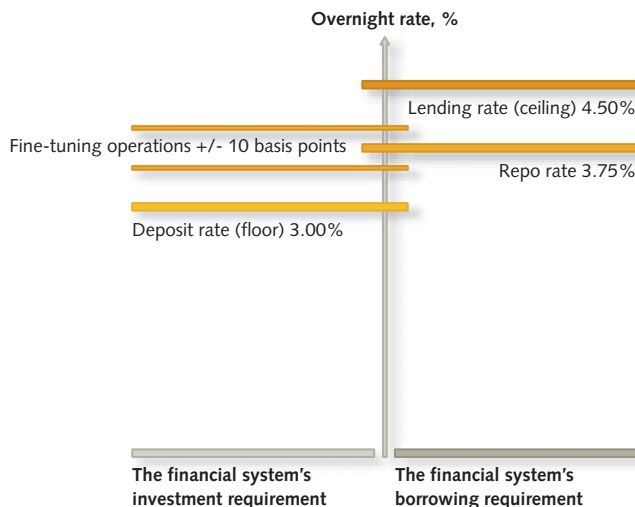 Overnight rate, %
Lending rate (ceiling) 4.50%
Fine-tuning operations +/- 10 basis points
Repo rate 3.75%
Deposit rate (floor) 3.00%
The financial system's
investment requirement
The financial system's
borrowing requirement